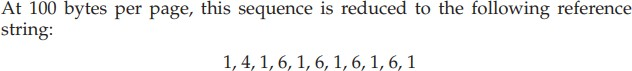 At 100 bytes per page, this sequence is reduced to the following reference
string:
1, 4, 1, 6, 1, 6, 1, 6, 1, 6, 1